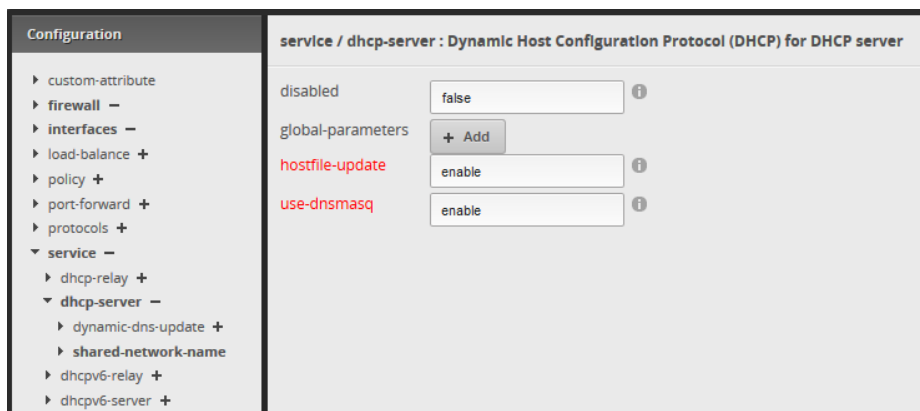 Configuration
custom-attribute
firewall −
interfaces −
load-balance +
policy +
port-forward +
protocols +
service −
dhcp-relay +
dhcp-server −
dynamic-dns-update +
shared-network-name
dhcpv6-relay +
dhcpv6-server +
service / dhcp-server : Dynamic Host Configuration Protocol (DHCP) for DHCP server
disabled false
global-parameters + Add
hostfile-update enable
use-dnsmasq enable